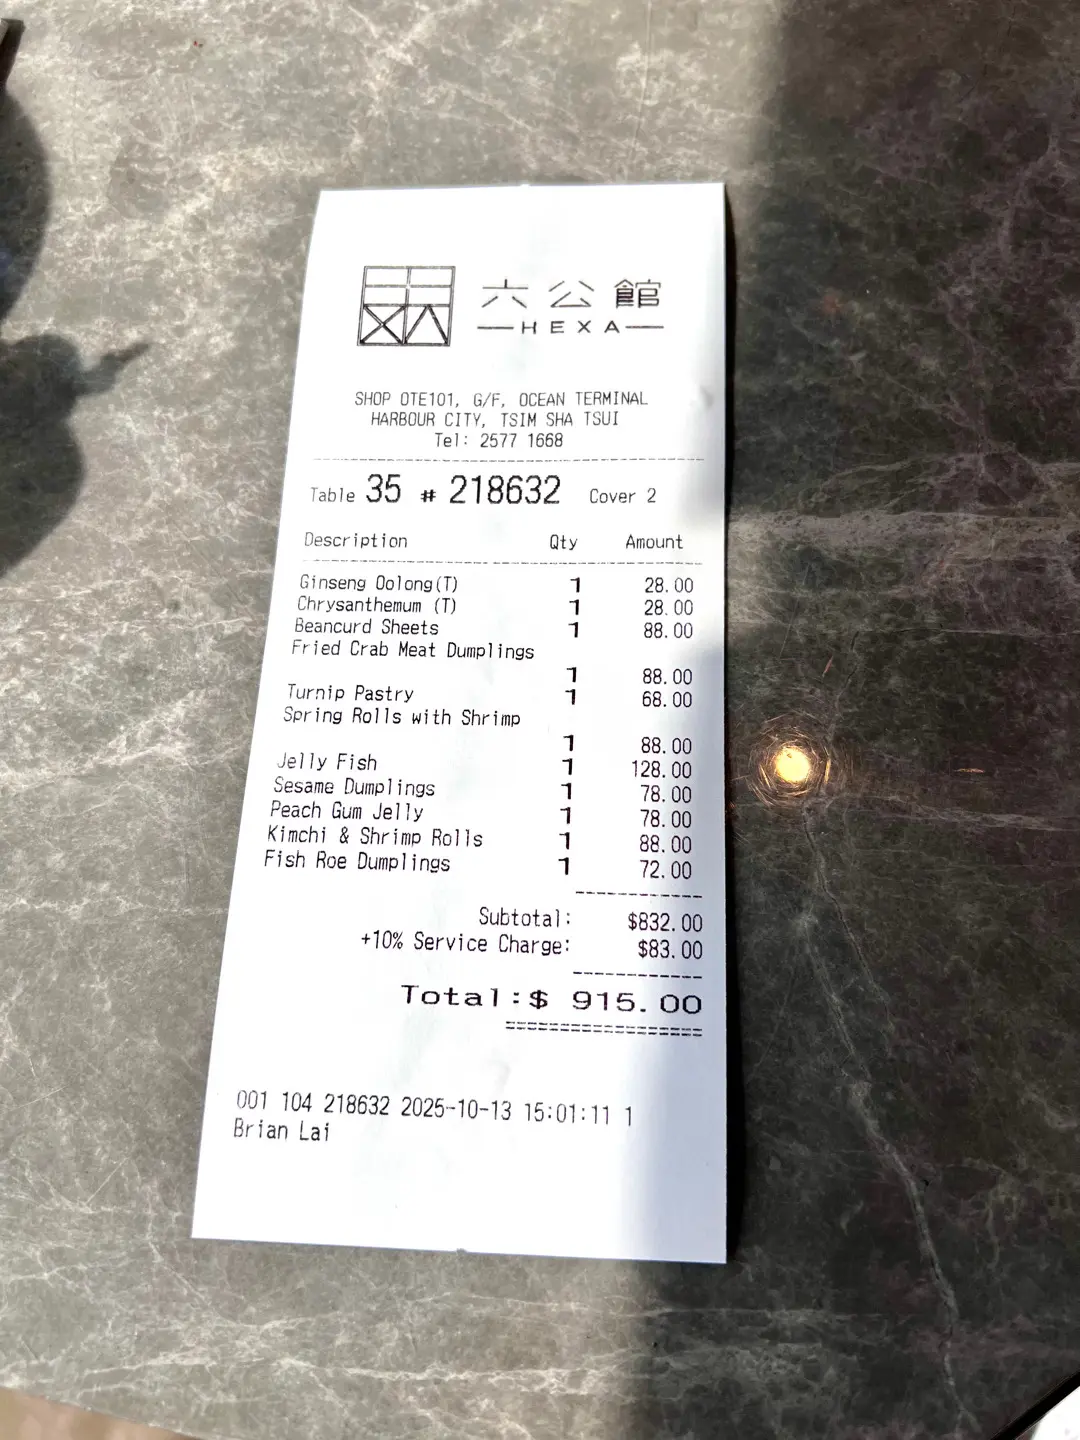 六公館
HEXA
SHOP OTE101, G/F, OCEAN TERMINAL
HARBOUR CITY, TSIM SHA TSUI
Tel: 2577 1668
Table 35 # 218632 Cover 2
Description Qty Amount
Ginseng Oolong(T) 1 28.00
Chrysanthemum (T) 1 28.00
Beancurd Sheets 1 88.00
Fried Crab Meat Dumplings
1 88.00
Turnip Pastry 1 68.00
Spring Rolls with Shrimp
1 88.00
Jelly Fish 1 128.00
Sesame Dumplings 1 78.00
Peach Gum Jelly 1 78.00
Kimchi & Shrimp Rolls 1 88.00
Fish Roe Dumplings 1 72.00
Subtotal: $832.00
+10% Service Charge: $83.00
Total:$ 915.00
001 104 218632 2025-10-13 15:01:11 1
Brian Lai